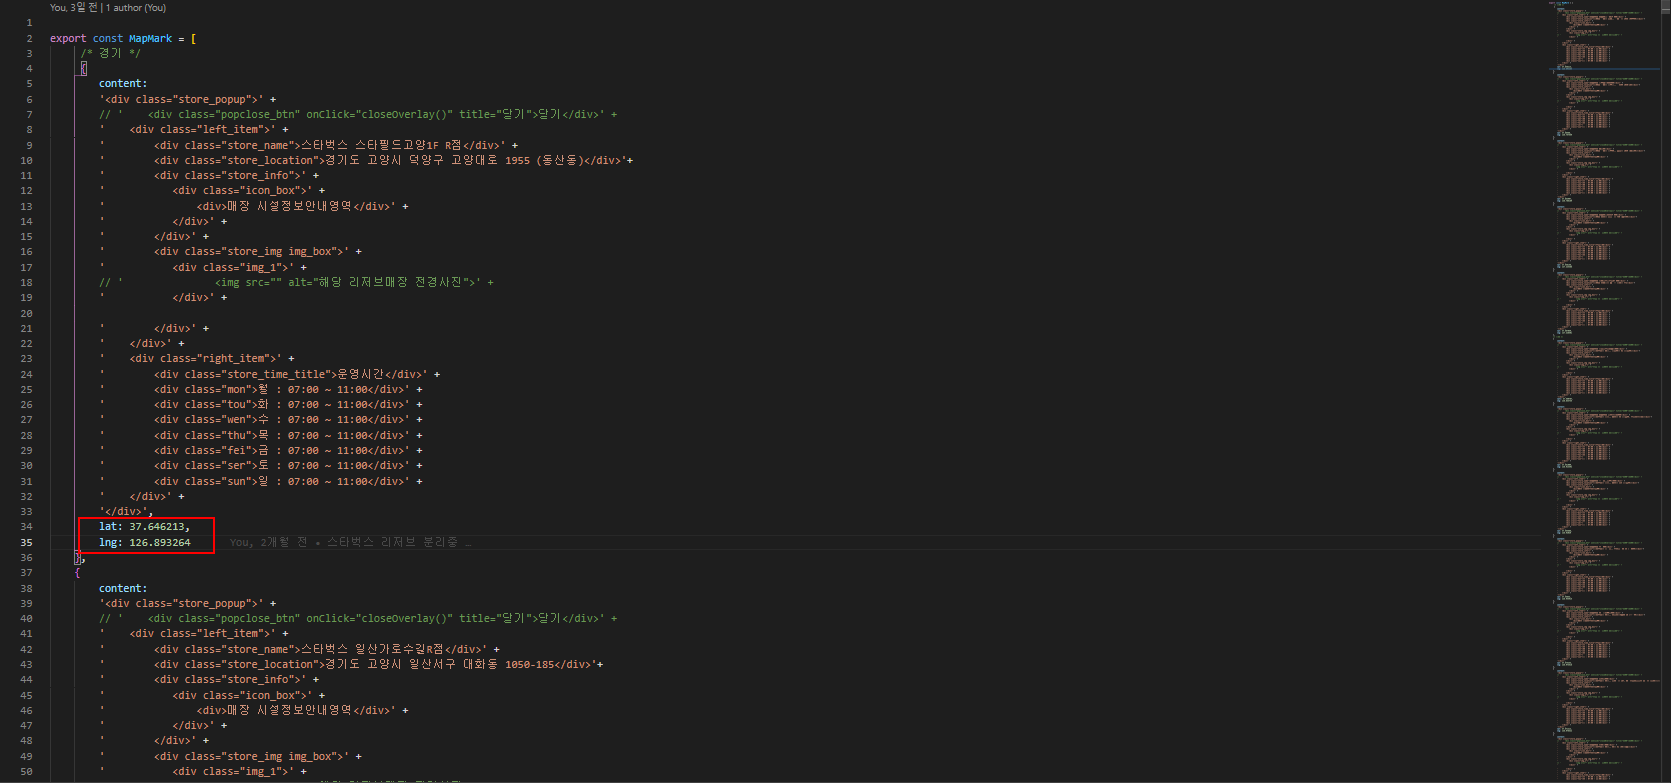 You, 3일 전 | 1 author (You)
1
2 export const MapMark = [
3 /* 경기 */
4 {
5 content:
6 '<div class="store_popup">' +
7 // ' <div class="popclose_btn" onClick="closeOverlay()" title="닫기">닫기</div>' +
8 ' <div class="left_item">' +
9 ' <div class="store_name">스타벅스 스타필드고양1F R점</div>' +
10 ' <div class="store_location">경기도 고양시 덕양구 고양대로 1955 (동산동)</div>'+
11 ' <div class="store_info">' +
12 ' <div class="icon_box">' +
13 ' <div>매장 시설정보안내영역</div>' +
14 ' </div>' +
15 ' </div>' +
16 ' <div class="store_img img_box">' +
17 ' <div class="img_1">' +
18 // ' <img src="" alt="해당 리저브매장 전경사진">' +
19 ' </div>' +
20
21 ' </div>' +
22 ' </div>' +
23 ' <div class="right_item">' +
24 ' <div class="store_time_title">운영시간</div>' +
25 ' <div class="mon">월 : 07:00 ~ 11:00</div>' +
26 ' <div class="tou">화 : 07:00 ~ 11:00</div>' +
27 ' <div class="wen">수 : 07:00 ~ 11:00</div>' +
28 ' <div class="thu">목 : 07:00 ~ 11:00</div>' +
29 ' <div class="fei">금 : 07:00 ~ 11:00</div>' +
30 ' <div class="ser">토 : 07:00 ~ 11:00</div>' +
31 ' <div class="sun">일 : 07:00 ~ 11:00</div>' +
32 ' </div>' +
33 '</div>',
34 lat: 37.646213,
35 lng: 126.893264 You, 2개월 전 • 스타벅스 리저브 분리중 …
36 },
37 {
38 content:
39 '<div class="store_popup">' +
40 // ' <div class="popclose_btn" onClick="closeOverlay()" title="닫기">닫기</div>' +
41 ' <div class="left_item">' +
42 ' <div class="store_name">스타벅스 일산가로수길R점</div>' +
43 ' <div class="store_location">경기도 고양시 일산서구 대화동 1050-185</div>'+
44 ' <div class="store_info">' +
45 ' <div class="icon_box">' +
46 ' <div>매장 시설정보안내영역</div>' +
47 ' </div>' +
48 ' </div>' +
49 ' <div class="store_img img_box">' +
50 ' <div class="img_1">' +